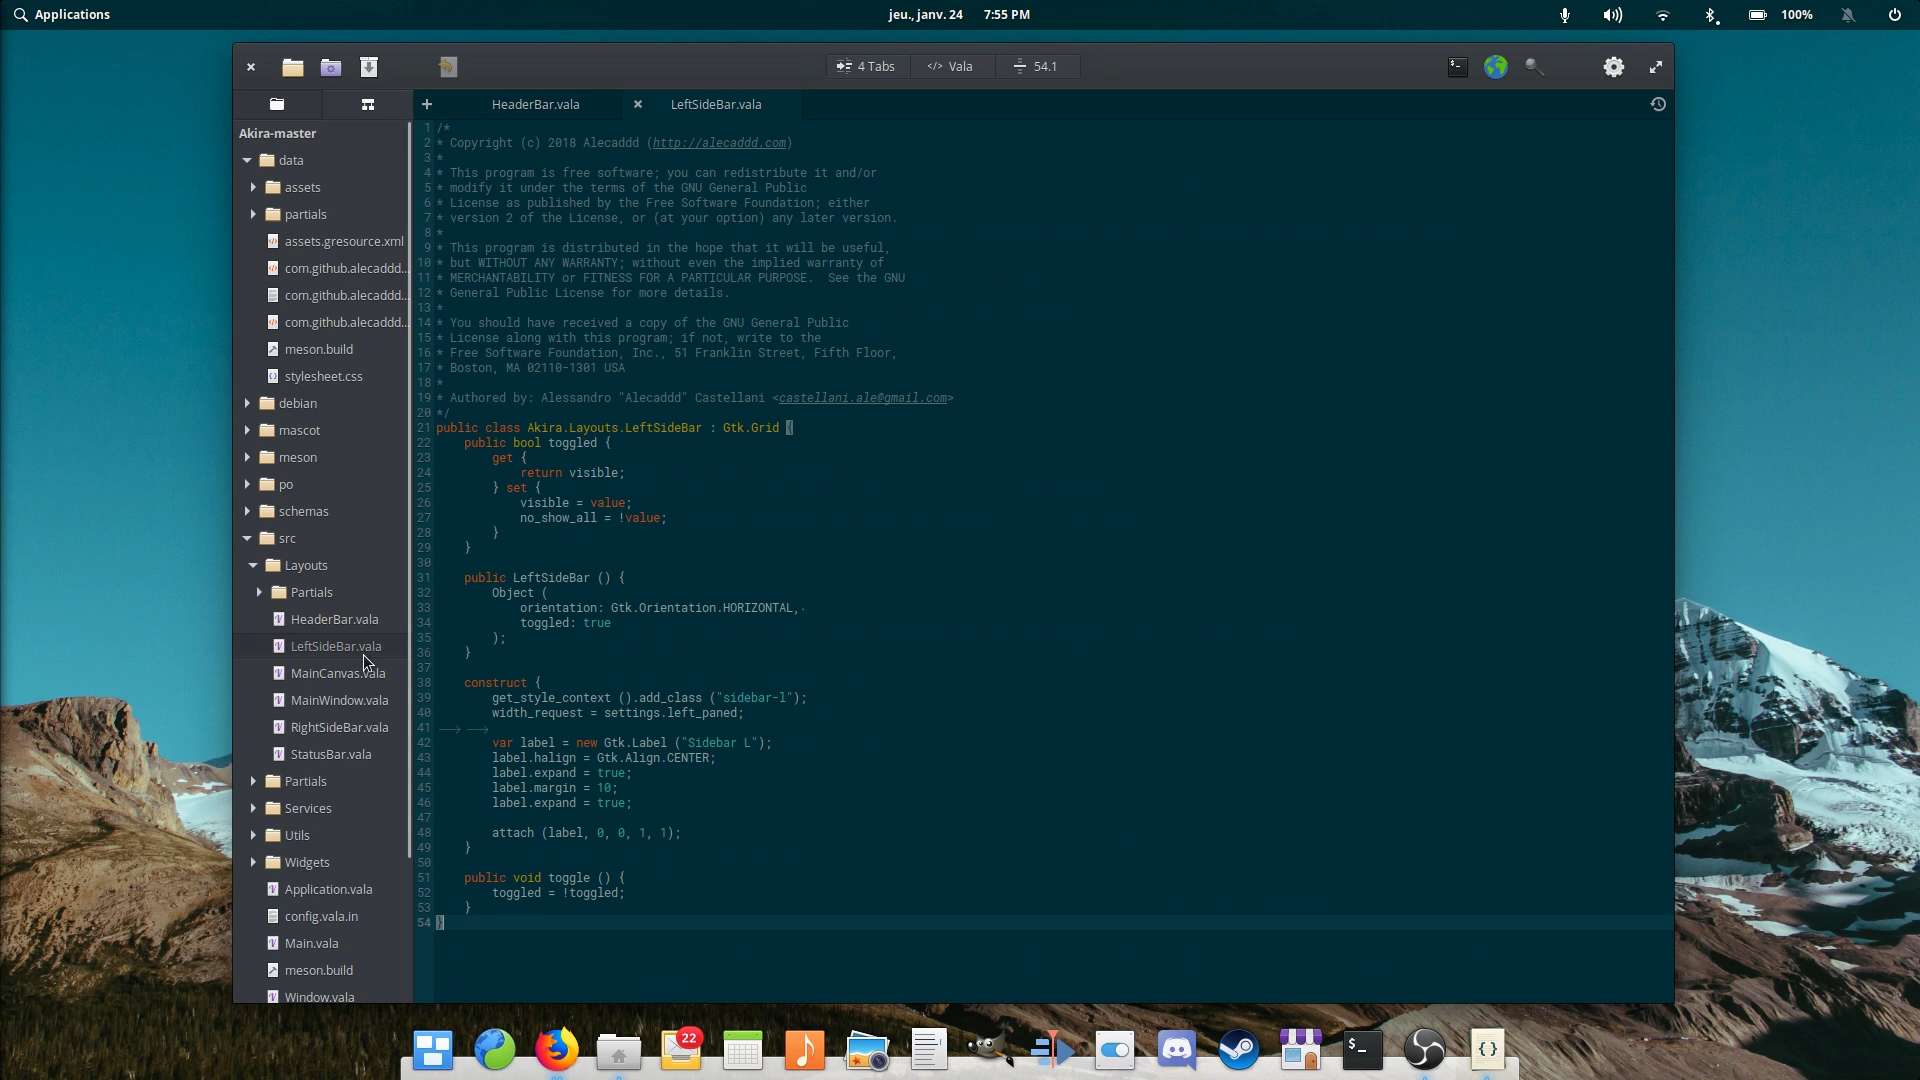 Applications
jeu., janv. 24 7:55 PM
100%
4 Tabs
</> Vala
54.1
HeaderBar.vala
LeftSideBar.vala
Akira-master
data
assets
partials
assets.gresource.xml
com.github.alecaddd...
com.github.alecaddd...
com.github.alecaddd...
meson.build
stylesheet.css
debian
mascot
meson
po
schemas
src
Layouts
Partials
HeaderBar.vala
LeftSideBar.vala
MainCanvas.vala
MainWindow.vala
RightSideBar.vala
StatusBar.vala
Partials
Services
Utils
Widgets
Application.vala
config.vala.in
Main.vala
meson.build
Window.vala
1 /*
2 * Copyright (c) 2018 Alecaddd (http://alecaddd.com)
3 *
4 * This program is free software; you can redistribute it and/or
5 * modify it under the terms of the GNU General Public
6 * License as published by the Free Software Foundation; either
7 * version 2 of the License, or (at your option) any later version.
8 *
9 * This program is distributed in the hope that it will be useful,
10 * but WITHOUT ANY WARRANTY; without even the implied warranty of
11 * MERCHANTABILITY or FITNESS FOR A PARTICULAR PURPOSE.  See the GNU
12 * General Public License for more details.
13 *
14 * You should have received a copy of the GNU General Public
15 * License along with this program; if not, write to the
16 * Free Software Foundation, Inc., 51 Franklin Street, Fifth Floor,
17 * Boston, MA 02110-1301 USA
18 *
19 * Authored by: Alessandro "Alecaddd" Castellani <castellani.ale@gmail.com>
20 */
21 public class Akira.Layouts.LeftSideBar : Gtk.Grid {
22     public bool toggled {
23         get {
24             return visible;
25         } set {
26             visible = value;
27             no_show_all = !value;
28         }
29     }
30
31     public LeftSideBar () {
32         Object (
33             orientation: Gtk.Orientation.HORIZONTAL,
34             toggled: true
35         );
36     }
37
38     construct {
39         get_style_context ().add_class ("sidebar-l");
40         width_request = settings.left_paned;
41
42         var label = new Gtk.Label ("Sidebar L");
43         label.halign = Gtk.Align.CENTER;
44         label.expand = true;
45         label.margin = 10;
46         label.expand = true;
47
48         attach (label, 0, 0, 1, 1);
49     }
50
51     public void toggle () {
52         toggled = !toggled;
53     }
54 }
22